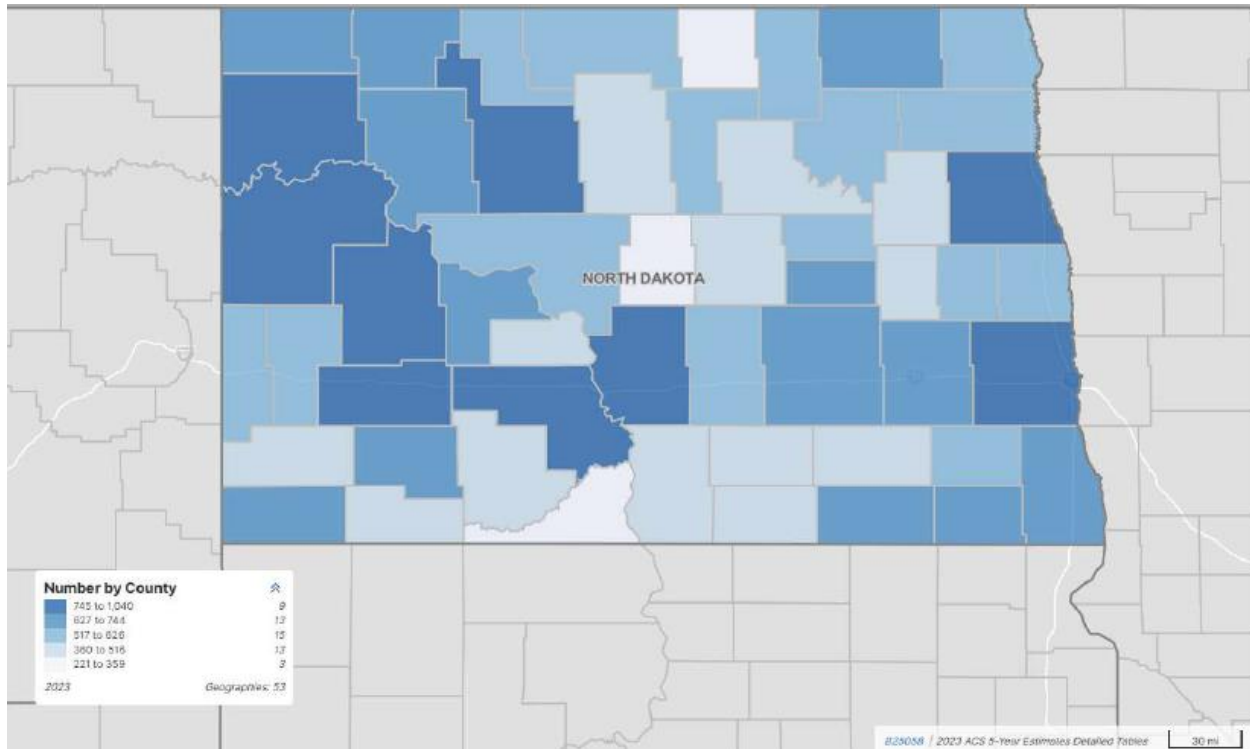 NORTH DAKOTA
Number by County
745 to 1,040 9
627 to 744 13
517 to 626 15
360 to 516 13
221 to 359 3
2023 Geographies: 53
B25058 | 2023 ACS 5-Year Estimates Detailed Tables
30 mi